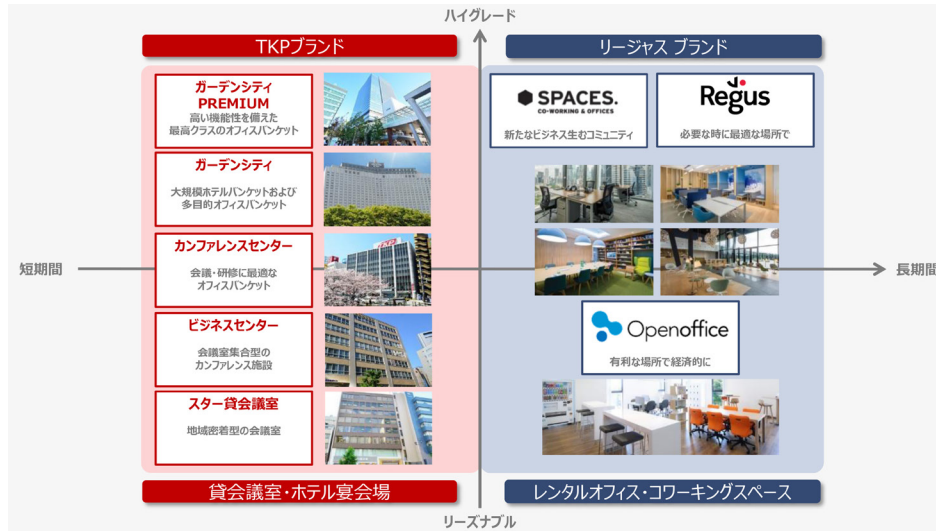 ハイグレード
TKPブランド
リージャス ブランド
ガーデンシティ
PREMIUM
高い機能性を備えた
最高クラスのオフィスバンケット
SPACES.
CO-WORKING & OFFICES
新たなビジネス生むコミュニティ
Regus
必要な時に最適な場所で
ガーデンシティ
大規模ホテルバンケットおよび
多目的オフィスバンケット
カンファレンスセンター
会議・研修に最適な
オフィスバンケット
TKP
短期間
長期間
ビジネスセンター
会議室集合型の
カンファレンス施設
Openoffice
有利な場所で経済的に
スター貸会議室
地域密着型の会議室
貸会議室・ホテル宴会場
レンタルオフィス・コワーキングスペース
リーズナブル